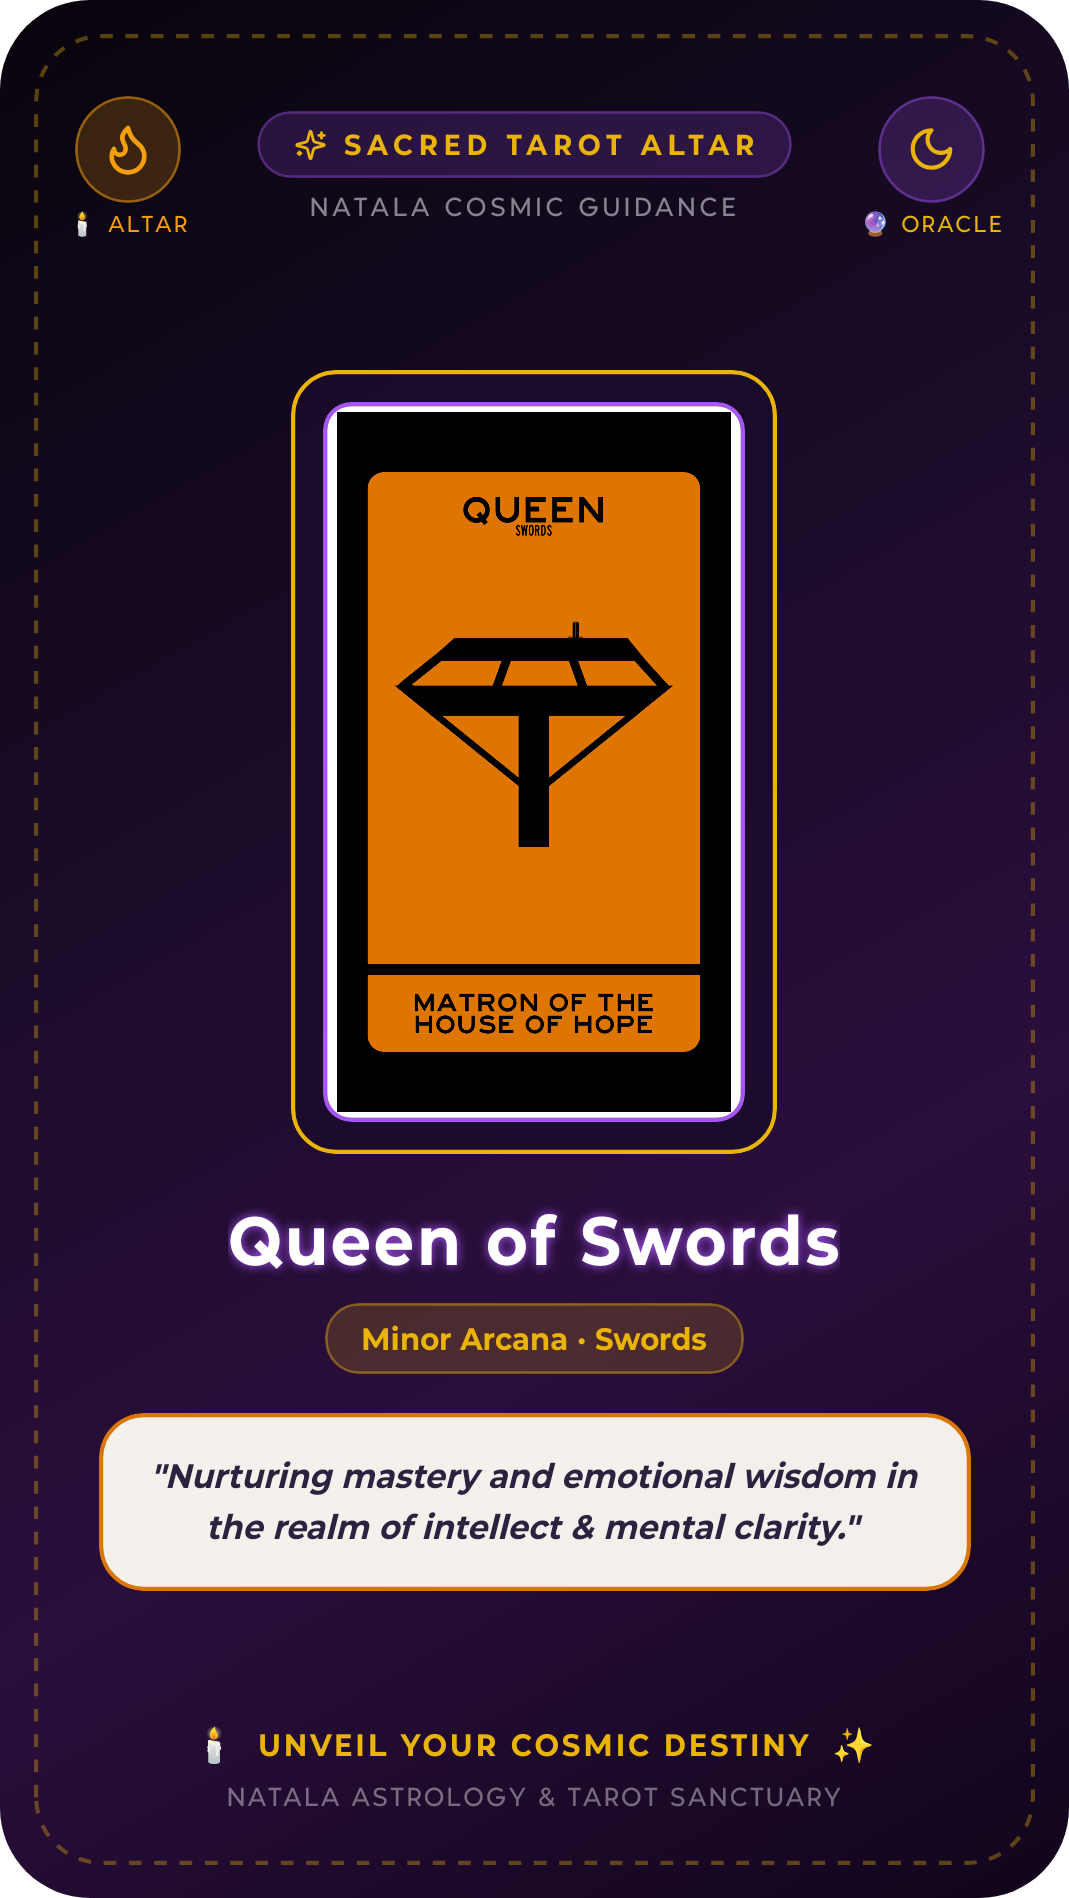 SACRED TAROT ALTAR
NATALA COSMIC GUIDANCE
🕯️ ALTAR
🔮 ORACLE
QUEEN
SWORDS
MATRON OF THE
HOUSE OF HOPE
Queen of Swords
Minor Arcana · Swords
"Nurturing mastery and emotional wisdom in
the realm of intellect & mental clarity."
🕯️ UNVEIL YOUR COSMIC DESTINY ✨
NATALA ASTROLOGY & TAROT SANCTUARY